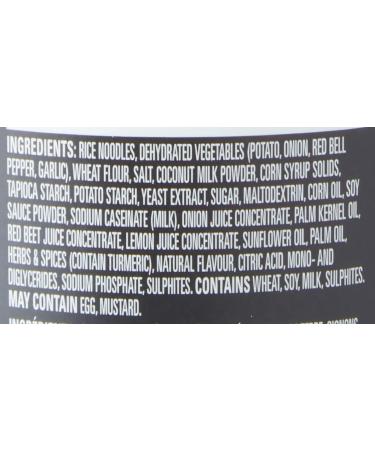 INGREDIENTS: RICE NOODLES, DEHYDRATED VEGETABLES (POTATO, ONION, RED BELL
PEPPER, GARLIC), WHEAT FLOUR, SALT, COCONUT MILK POWDER, CORN SYRUP SOLIDS,
TAPIOCA STARCH, POTATO STARCH, YEAST EXTRACT, SUGAR, MALTODEXTRIN, CORN OIL, SOY
SAUCE POWDER, SODIUM CASEINATE (MILK), ONION JUICE CONCENTRATE, PALM KERNEL OIL,
RED BEET JUICE CONCENTRATE, LEMON JUICE CONCENTRATE, SUNFLOWER OIL, PALM OIL,
HERBS & SPICES (CONTAIN TURMERIC), NATURAL FLAVOUR, CITRIC ACID, MONO- AND
DIGLYCERIDES, SODIUM PHOSPHATE, SULPHITES. CONTAINS WHEAT, SOY, MILK, SULPHITES.
MAY CONTAIN EGG, MUSTARD.